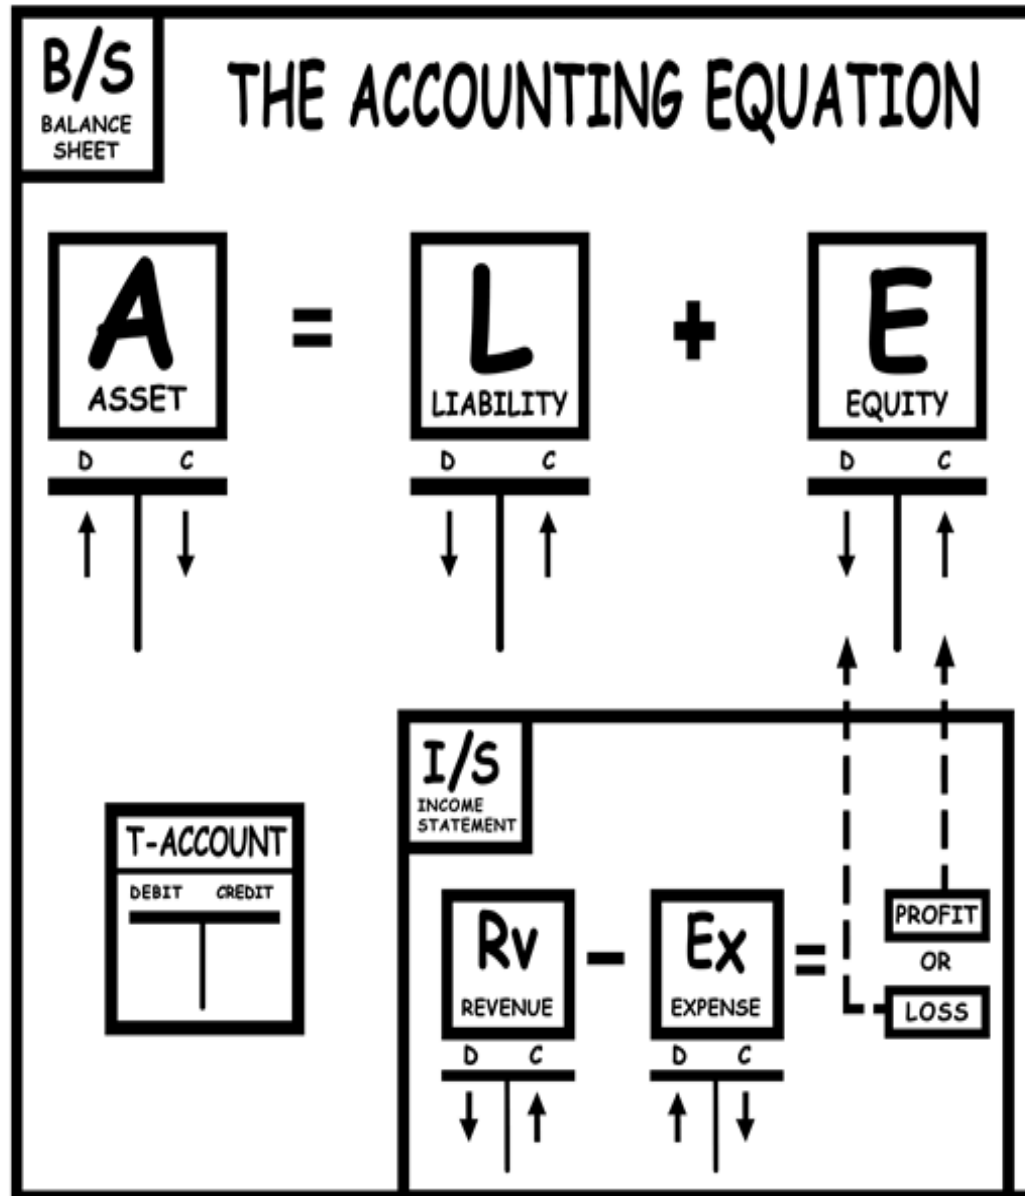 B/S
BALANCE
SHEET
THE ACCOUNTING EQUATION
A = L + E
ASSET LIABILITY EQUITY
D C D C D C
I/S
INCOME
STATEMENT
T-ACCOUNT
DEBIT CREDIT
Rv - Ex =
REVENUE EXPENSE
D C D C
PROFIT
OR
LOSS